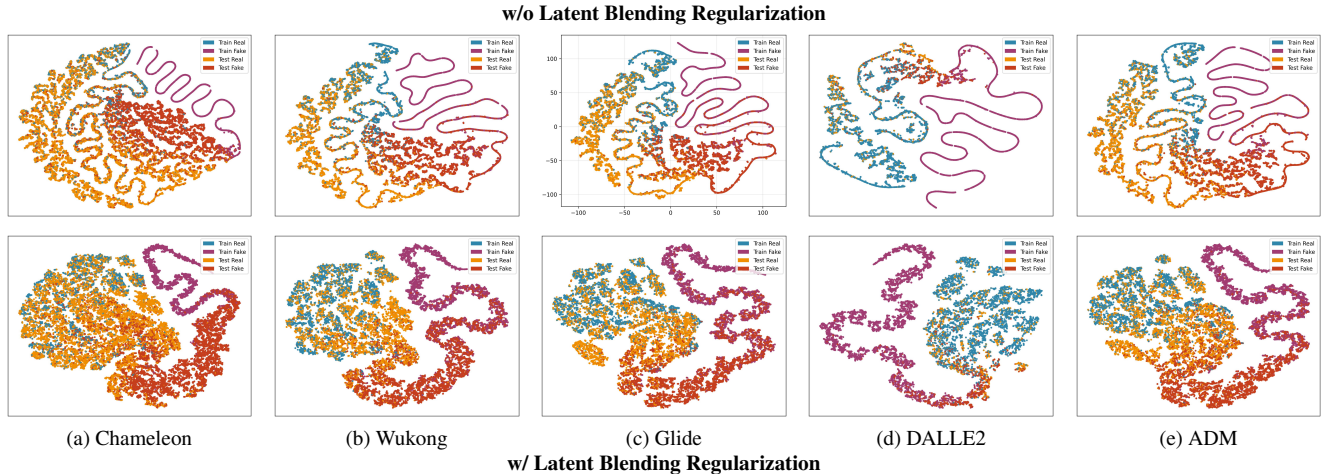 w/o Latent Blending Regularization
Train Real
Train Fake
Test Real
Test Fake
Train Real
Train Fake
Test Real
Test Fake
Train Real
Train Fake
Test Real
Test Fake
100
50
0
−50
−100
−100 −50 0 50 100
Train Real
Train Fake
Test Real
Test Fake
Train Real
Train Fake
Test Real
Test Fake
Train Real
Train Fake
Test Real
Test Fake
Train Real
Train Fake
Test Real
Test Fake
Train Real
Train Fake
Test Real
Test Fake
Train Real
Train Fake
Test Real
Test Fake
Train Real
Train Fake
Test Real
Test Fake
(a) Chameleon
(b) Wukong
(c) Glide
(d) DALLE2
(e) ADM
w/ Latent Blending Regularization